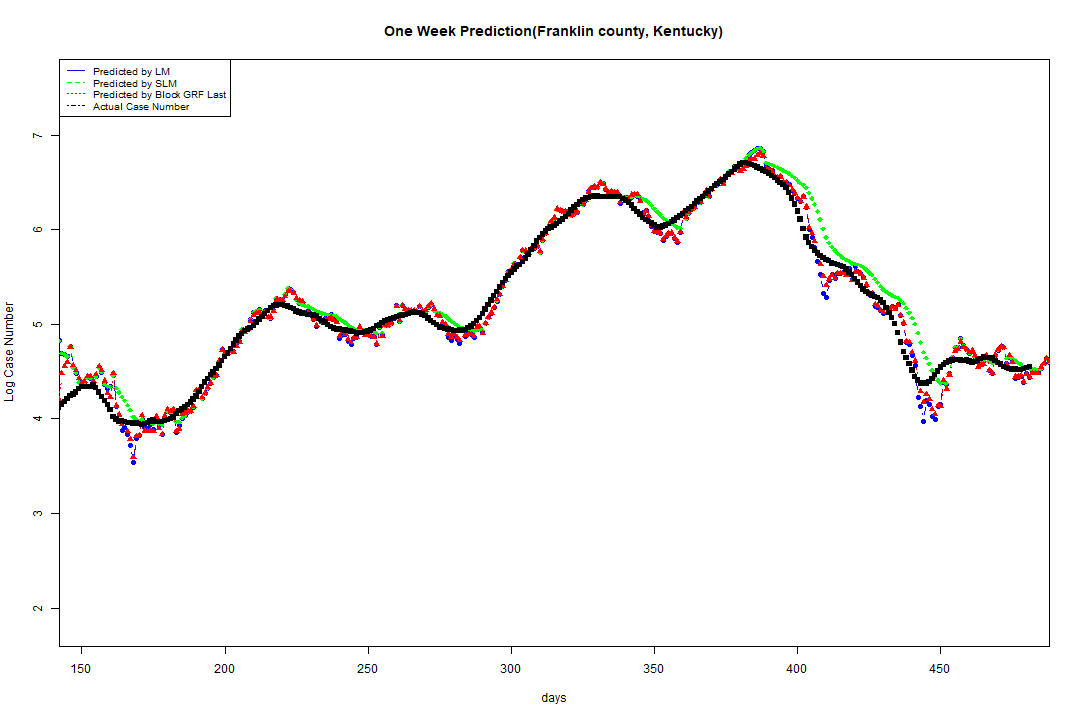 One Week Prediction(Franklin county, Kentucky)
Predicted by LM
Predicted by SLM
Predicted by Block GRF Last
Actual Case Number
Log Case Number
7
6
5
4
3
2
150 200 250 300 350 400 450
days